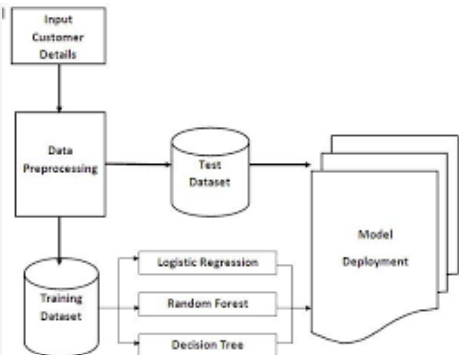 Input
Customer
Details
Data
Preprocessing
Test
Dataset
Model
Deployment
Training
Dataset
Logistic Regression
Random Forest
Decision Tree